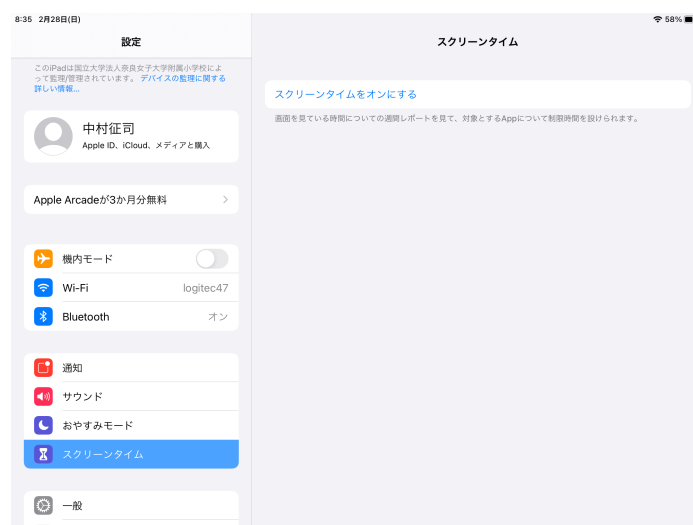 8:35 2月28日(日)
58%
設定
スクリーンタイム
このiPadは国立大学法人奈良女子大学附属小学校によ
って監理/管理されています。 デバイスの監理に関する
詳しい情報...
中村征司
Apple ID、iCloud、メディアと購入
Apple Arcadeが3か月分無料
機内モード
Wi-Fi logitec47
Bluetooth オン
通知
サウンド
おやすみモード
スクリーンタイム
一般
スクリーンタイムをオンにする
画面を見ている時間についての週間レポートを見て、対象とするAppについて制限時間を設けられます。